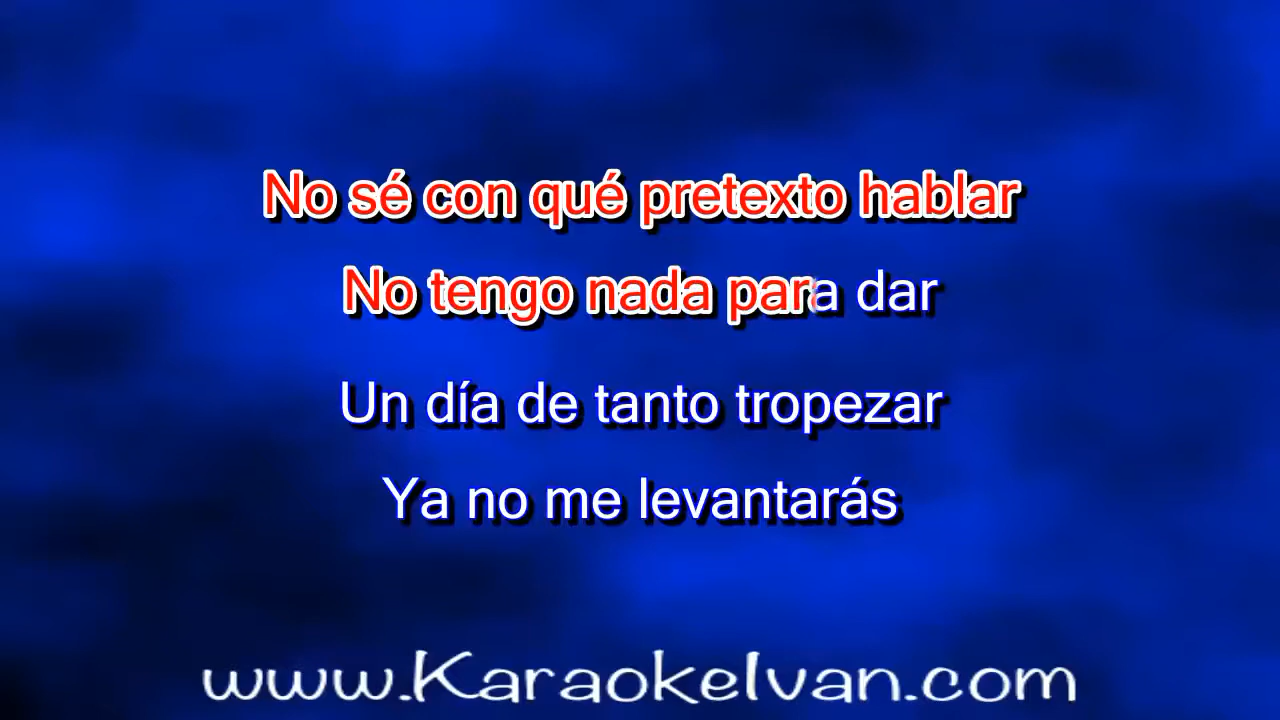 No sé con qué pretexto hablar
No tengo nada para dar
Un día de tanto tropezar
Ya no me levantarás
www.KaraokeIvan.com